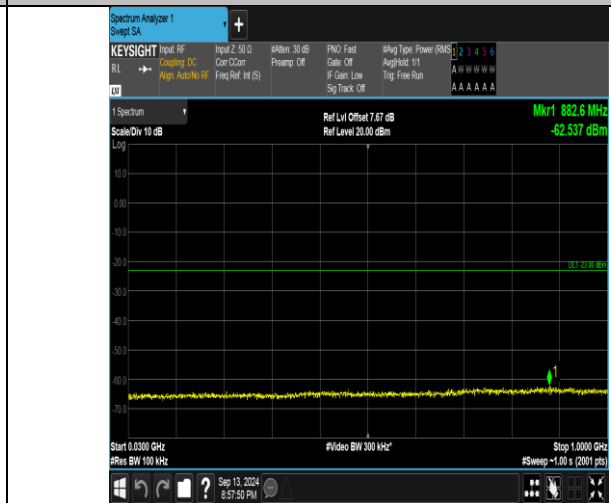 Spectrum Analyzer 1
Swept SA
+
KEYSIGHT
RL
LXI
Input: RF
Coupling: DC
Align: Auto/No RF
Input Z: 50 Ω
Corr CCorr
Freq Ref: Int (S)
#Atten: 30 dB
Preamp: Off
PNO: Fast
Gate: Off
IF Gain: Low
Sig Track: Off
#Avg Type: Power (RMS
Avg|Hold: 1/1
Trig: Free Run
1 2 3 4 5 6
A W W W W W
A A A A A A
1 Spectrum
Scale/Div 10 dB
Ref Lvl Offset 7.67 dB
Ref Level 20.00 dBm
Mkr1 882.6 MHz
-62.537 dBm
Log
10.0
0.00
-10.0
-20.0
DL1 -23.00 dBm
-30.0
-40.0
-50.0
-60.0
1
-70.0
Start 0.0300 GHz
#Res BW 100 kHz
#Video BW 300 kHz*
Stop 1.0000 GHz
#Sweep ~1.00 s (2001 pts)
?
Sep 13, 2024
8:57:50 PM